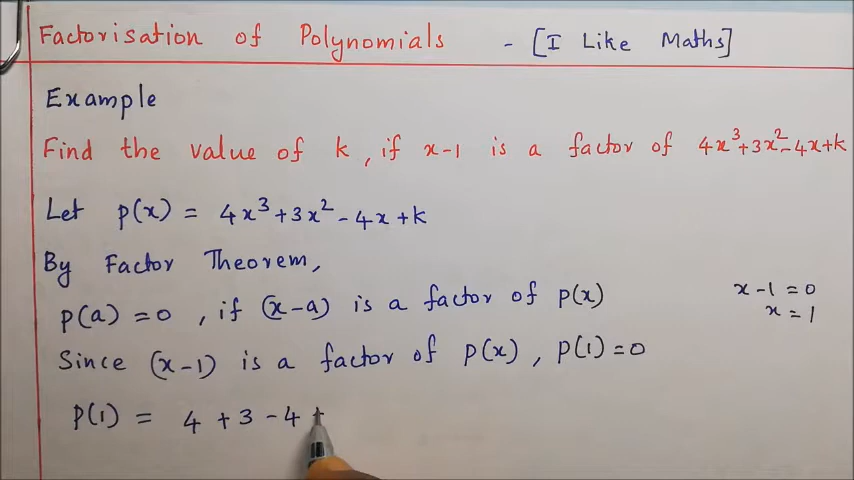 Factorisation of Polynomials - [I Like Maths]
Example
Find the value of k, if x-1 is a factor of 4x³+3x²-4x+k
Let p(x) = 4x³+3x²-4x+k
By Factor Theorem,
p(a)=0, if (x-a) is a factor of p(x)
x-1=0
x=1
Since (x-1) is a factor of p(x), p(1)=0
p(1) = 4+3-4+